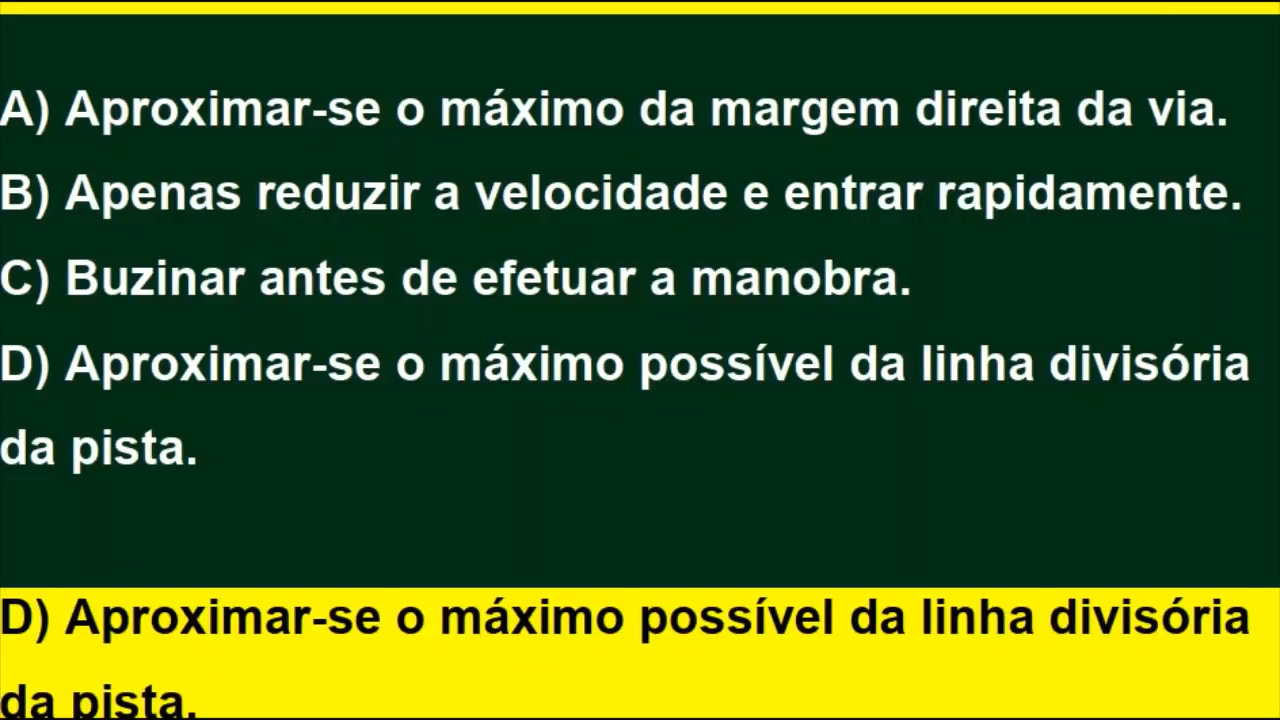 A) Aproximar-se o máximo da margem direita da via.
B) Apenas reduzir a velocidade e entrar rapidamente.
C) Buzinar antes de efetuar a manobra.
D) Aproximar-se o máximo possível da linha divisória
da pista.
D) Aproximar-se o máximo possível da linha divisória
da pista.